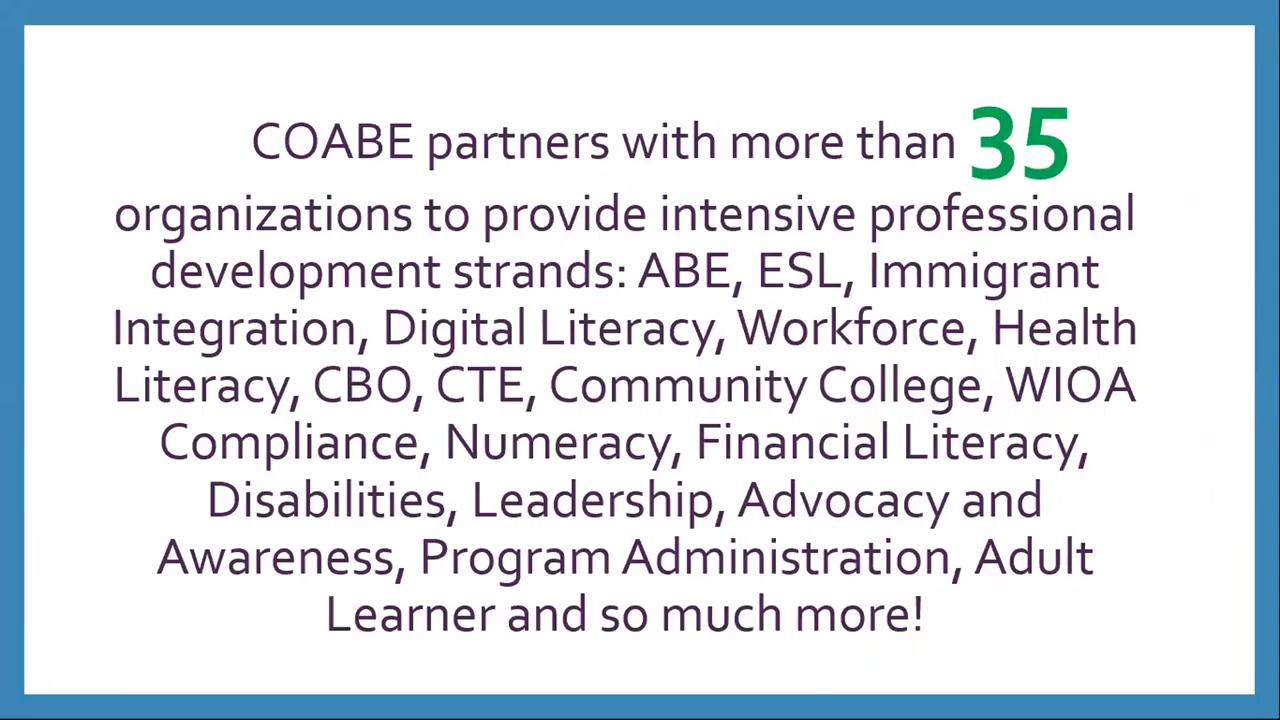 COABE partners with more than 35
organizations to provide intensive professional
development strands: ABE, ESL, Immigrant
Integration, Digital Literacy, Workforce, Health
Literacy, CBO, CTE, Community College, WIOA
Compliance, Numeracy, Financial Literacy,
Disabilities, Leadership, Advocacy and
Awareness, Program Administration, Adult
Learner and so much more!